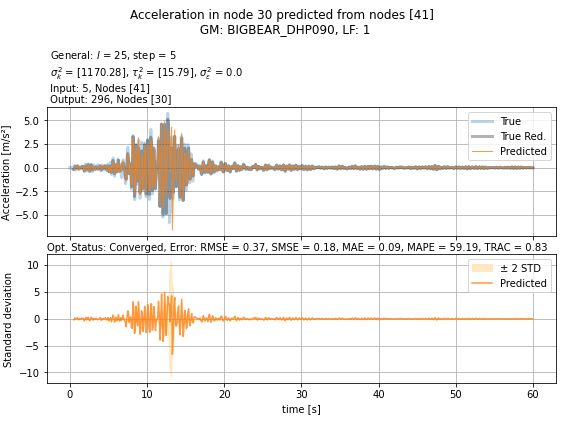 Acceleration in node 30 predicted from nodes [41]
GM: BIGBEAR_DHP090, LF: 1
General: l = 25, step = 5
σ²ₖ = [1170.28], τ²ₖ = [15.79], σ²ε = 0.0
Input: 5, Nodes [41]
Output: 296, Nodes [30]
Acceleration [m/s²]
5.0
2.5
0.0
−2.5
−5.0
True
True Red.
Predicted
Opt. Status: Converged, Error: RMSE = 0.37, SMSE = 0.18, MAE = 0.09, MAPE = 59.19, TRAC = 0.83
Standard deviation
10
5
0
−5
−10
± 2 STD
Predicted
0 10 20 30 40 50 60
time [s]